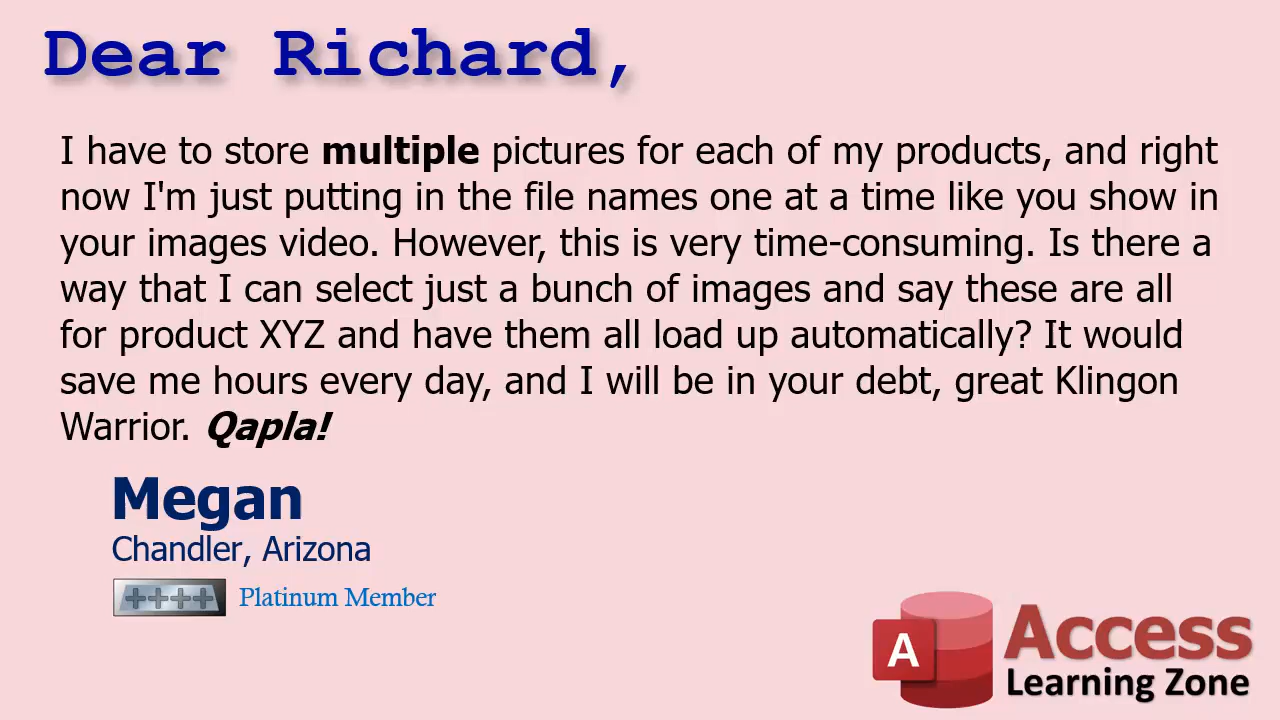 Dear Richard,
I have to store multiple pictures for each of my products, and right
now I'm just putting in the file names one at a time like you show in
your images video. However, this is very time-consuming. Is there a
way that I can select just a bunch of images and say these are all
for product XYZ and have them all load up automatically? It would
save me hours every day, and I will be in your debt, great Klingon
Warrior. Qapla!
Megan
Chandler, Arizona
Platinum Member
A
Access
Learning Zone